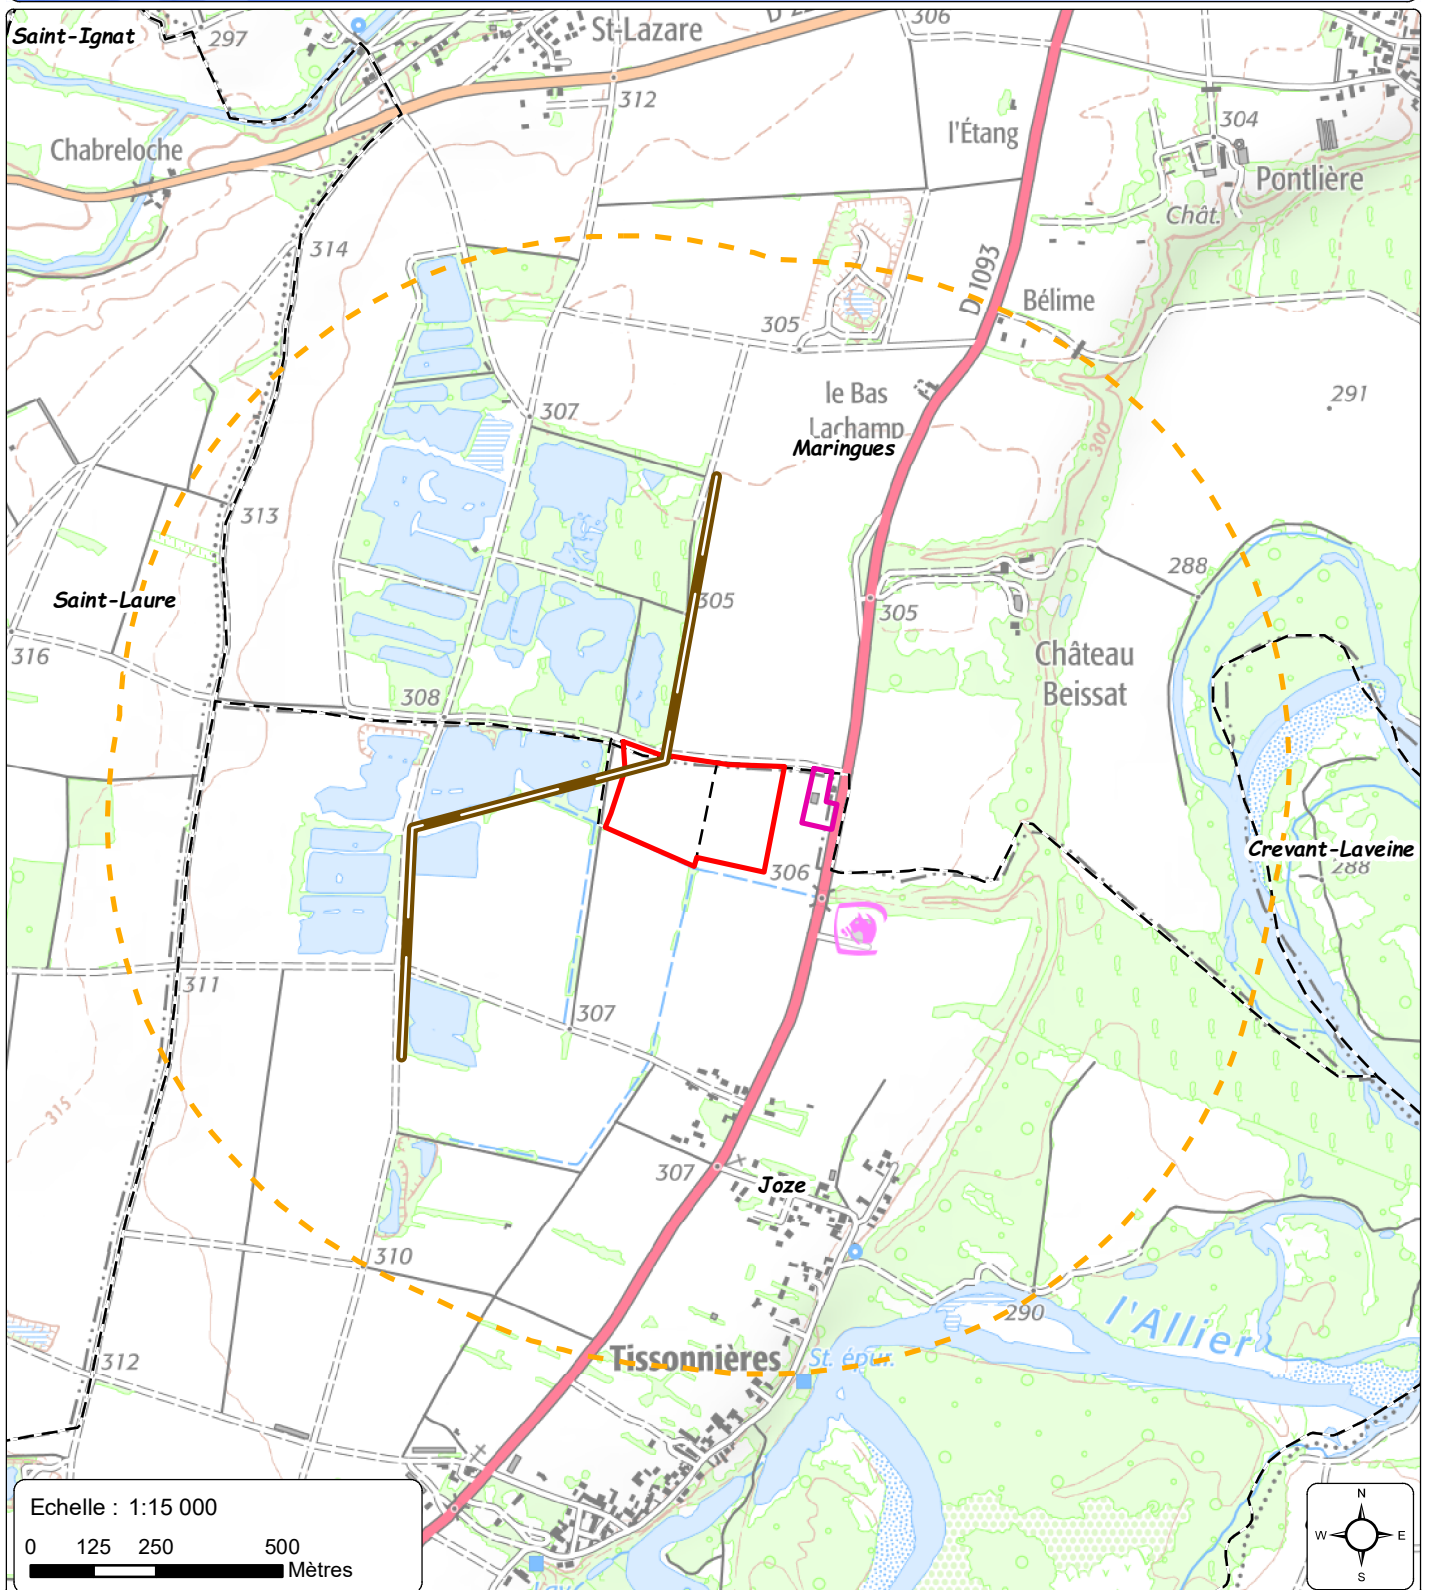 Saint-Ignat
297
St-Lazare
306
312
Chabreloche
l'Étang
304
Pontlière
Chât.
314
D 1093
Bélime
305
le Bas
Lachamp
Maringues
291
307
300
313
288
Saint-Laure
305
305
316
Château
Beissat
308
306
Crevant-Laveine
288
311
307
315
307
Joze
310
290
l'Allier
312
Tissonnières
St. épur.
Echelle : 1:15 000
0 125 250 500
Mètres
N
W E
S